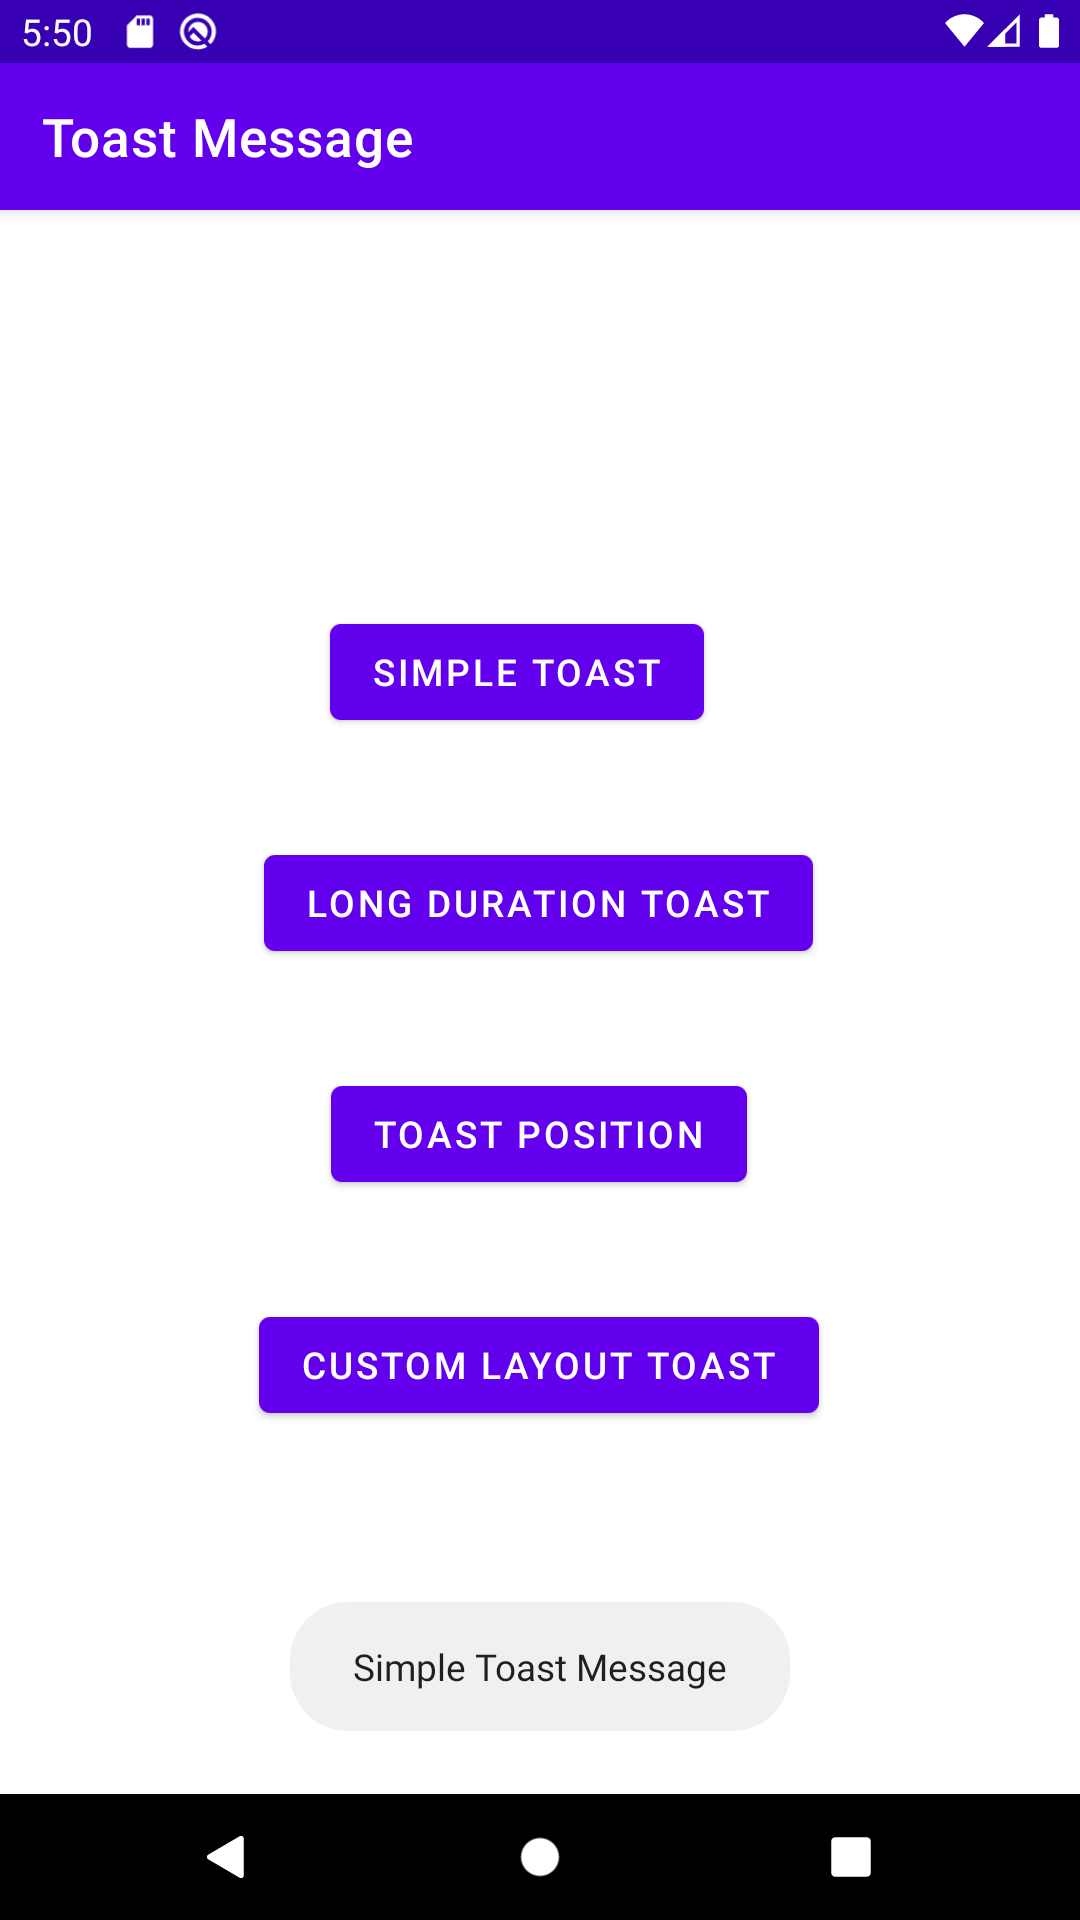 5:50
Toast Message
SIMPLE TOAST
LONG DURATION TOAST
TOAST POSITION
CUSTOM LAYOUT TOAST
Simple Toast Message